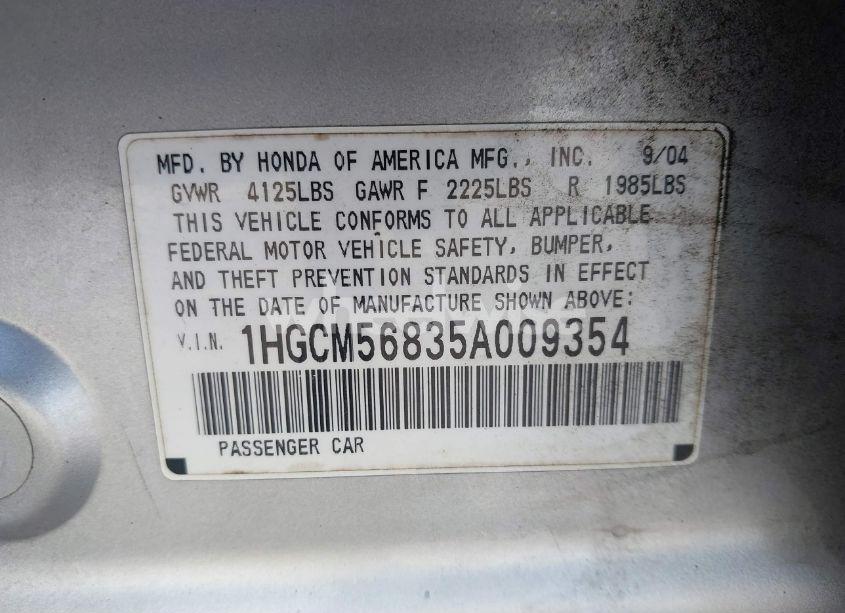 MFD. BY HONDA OF AMERICA MFG., INC. 9/04
GVWR 4125LBS GAWR F 2225LBS R 1985LBS
THIS VEHICLE CONFORMS TO ALL APPLICABLE
FEDERAL MOTOR VEHICLE SAFETY, BUMPER,
AND THEFT PREVENTION STANDARDS IN EFFECT
ON THE DATE OF MANUFACTURE SHOWN ABOVE:
V.I.N. 1HGCM56835A009354
PASSENGER CAR